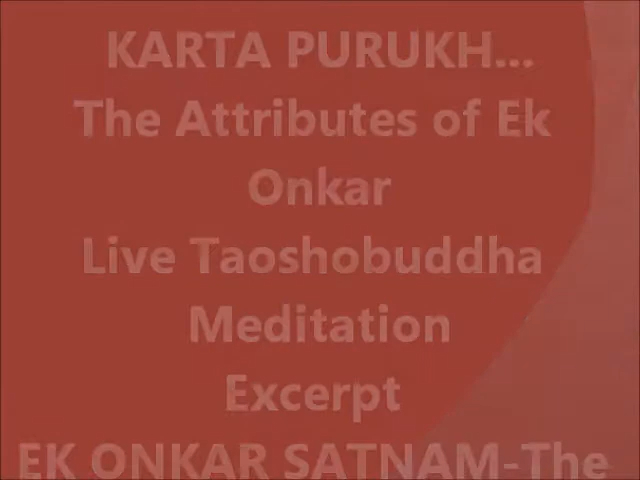 KARTA PURUKH...
The Attributes of Ek
Onkar
Live Taoshobuddha
Meditation
Excerpt
EK ONKAR SATNAM-The